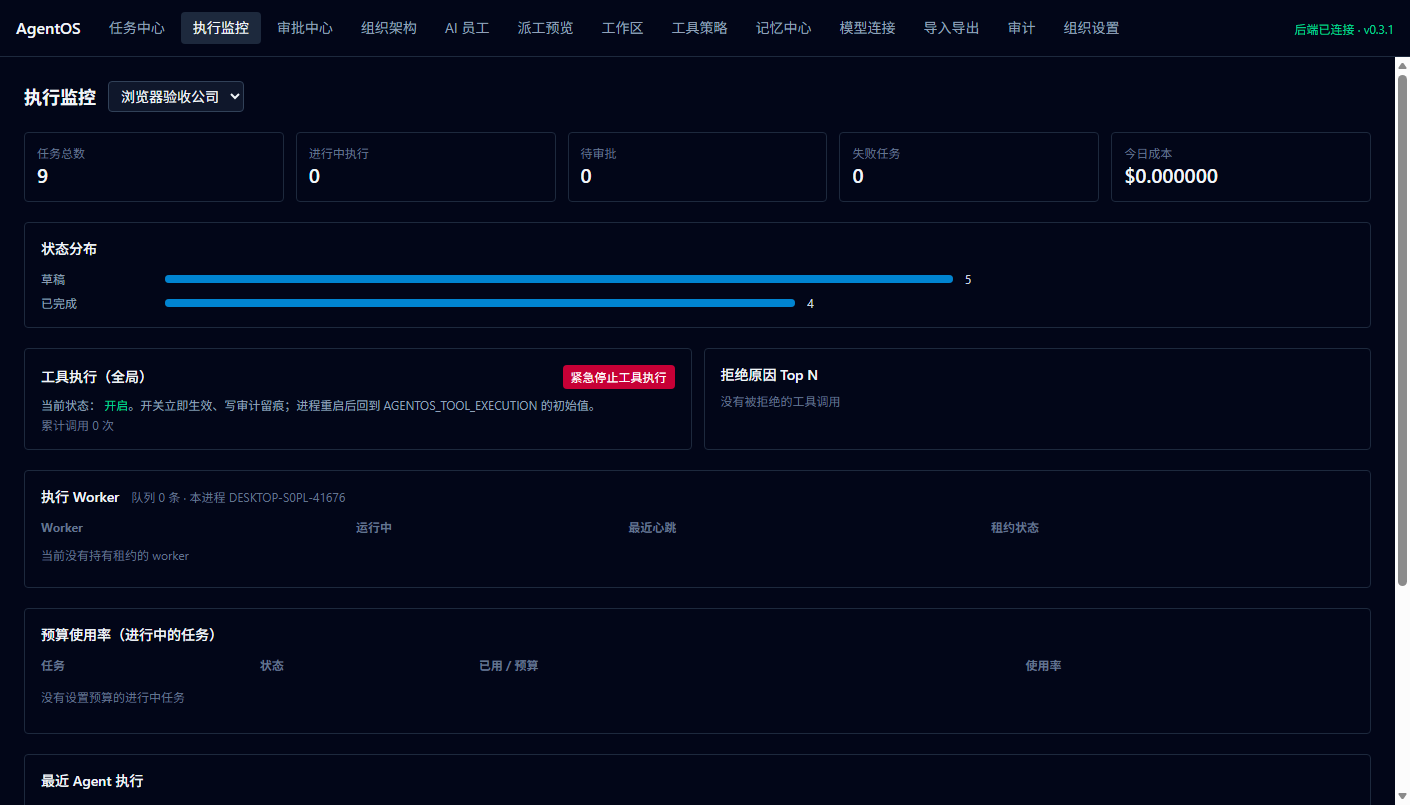 AgentOS 任务中心 执行监控 审批中心 组织架构 AI 员工 派工预览 工作区 工具策略 记忆中心 模型连接 导入导出 审计 组织设置 后端已连接 · v0.3.1
执行监控 浏览器验收公司
任务总数 进行中执行 待审批 失败任务 今日成本
9 0 0 0 $0.000000
状态分布
草稿 5
已完成 4
工具执行（全局） 紧急停止工具执行
当前状态： 开启。开关立即生效、写审计留痕；进程重启后回到 AGENTOS_TOOL_EXECUTION 的初始值。
累计调用 0 次
拒绝原因 Top N
没有被拒绝的工具调用
执行 Worker 队列 0 条 · 本进程 DESKTOP-S0PL-41676
Worker 运行中 最近心跳 租约状态
当前没有持有租约的 worker
预算使用率（进行中的任务）
任务 状态 已用 / 预算 使用率
没有设置预算的进行中任务
最近 Agent 执行